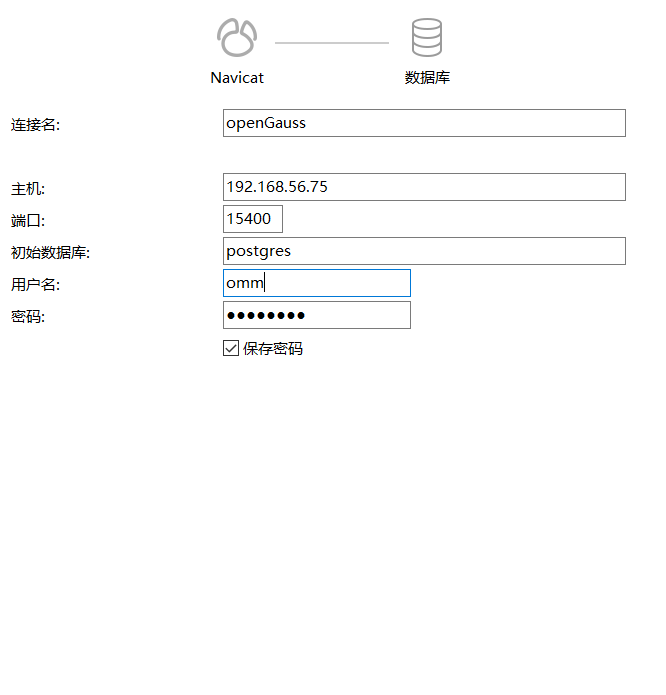 Navicat 数据库
连接名: openGauss
主机: 192.168.56.75
端口: 15400
初始数据库: postgres
用户名: omm
密码: ●●●●●●●●
保存密码